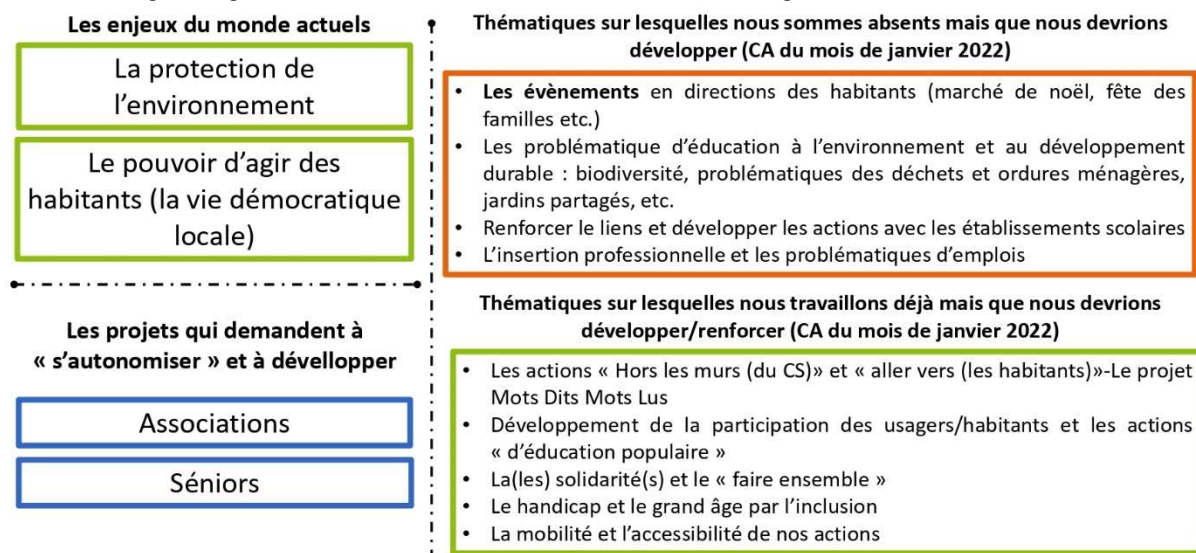 Les enjeux du monde actuels
La protection de
l'environnement
Le pouvoir d'agir des
habitants (la vie démocratique
locale)
Les projets qui demandent à
« s'autonomiser » et à dévellopper
Associations
Séniors
Thématiques sur lesquelles nous sommes absents mais que nous devrions
développer (CA du mois de janvier 2022)
• Les évènements en directions des habitants (marché de noël, fête des
familles etc.)
• Les problématique d'éducation à l'environnement et au développement
durable : biodiversité, problématiques des déchets et ordures ménagères,
jardins partagés, etc.
• Renforcer le liens et développer les actions avec les établissements scolaires
• L'insertion professionnelle et les problématiques d'emplois
Thématiques sur lesquelles nous travaillons déjà mais que nous devrions
développer/renforcer (CA du mois de janvier 2022)
• Les actions « Hors les murs (du CS)» et « aller vers (les habitants)»-Le projet
Mots Dits Mots Lus
• Développement de la participation des usagers/habitants et les actions
« d'éducation populaire »
• La(les) solidarité(s) et le « faire ensemble »
• Le handicap et le grand âge par l'inclusion
• La mobilité et l'accessibilité de nos actions